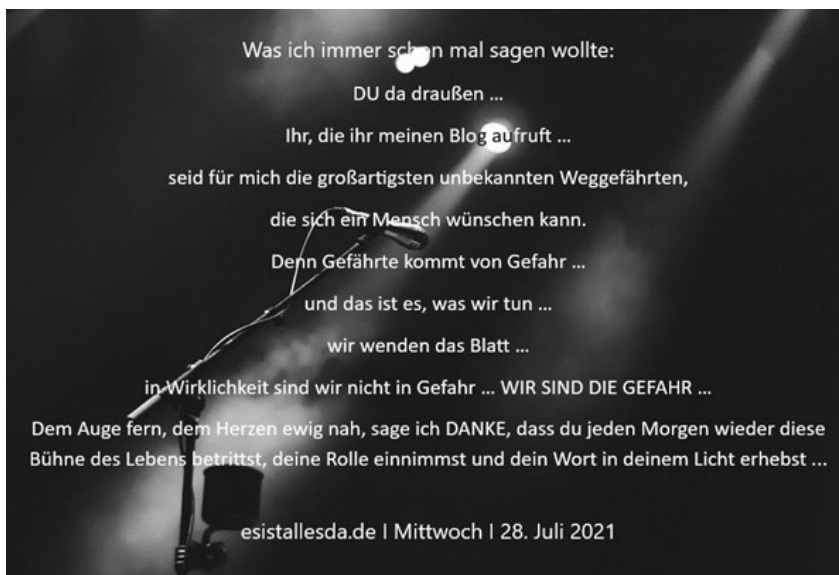 Was ich immer schon mal sagen wollte:
DU da draußen ...
Ihr, die ihr meinen Blog aufruft ...
seid für mich die großartigsten unbekannten Weggefährten,
die sich ein Mensch wünschen kann.
Denn Gefährte kommt von Gefahr ...
und das ist es, was wir tun ...
wir wenden das Blatt ...
in Wirklichkeit sind wir nicht in Gefahr ... WIR SIND DIE GEFAHR ...
Dem Auge fern, dem Herzen ewig nah, sage ich DANKE, dass du jeden Morgen wieder diese
Bühne des Lebens betrittst, deine Rolle einnimmst und dein Wort in deinem Licht erhebst ...
esistallesda.de I Mittwoch I 28. Juli 2021